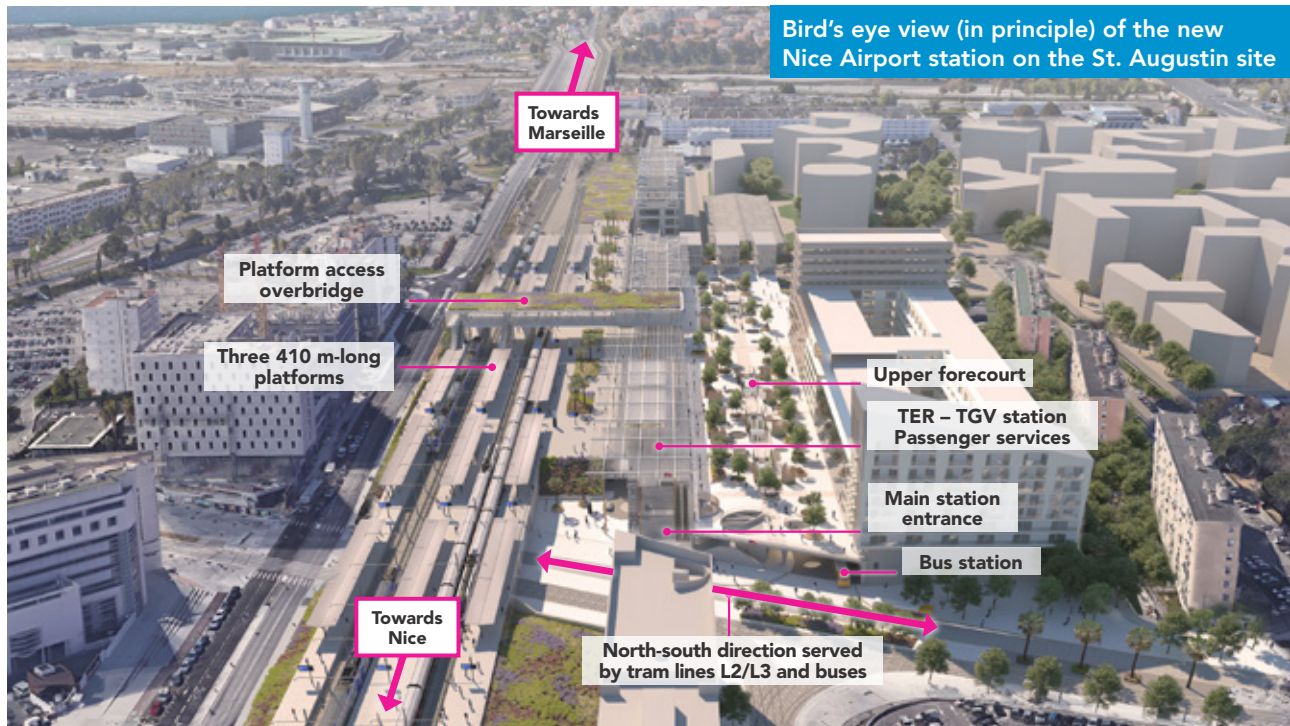 Bird's eye view (in principle) of the new
Nice Airport station on the St. Augustin site
Towards
Marseille
Platform access
overbridge
Three 410 m-long
platforms
Upper forecourt
TER – TGV station
Passenger services
Main station
entrance
Bus station
Towards
Nice
North-south direction served
by tram lines L2/L3 and buses